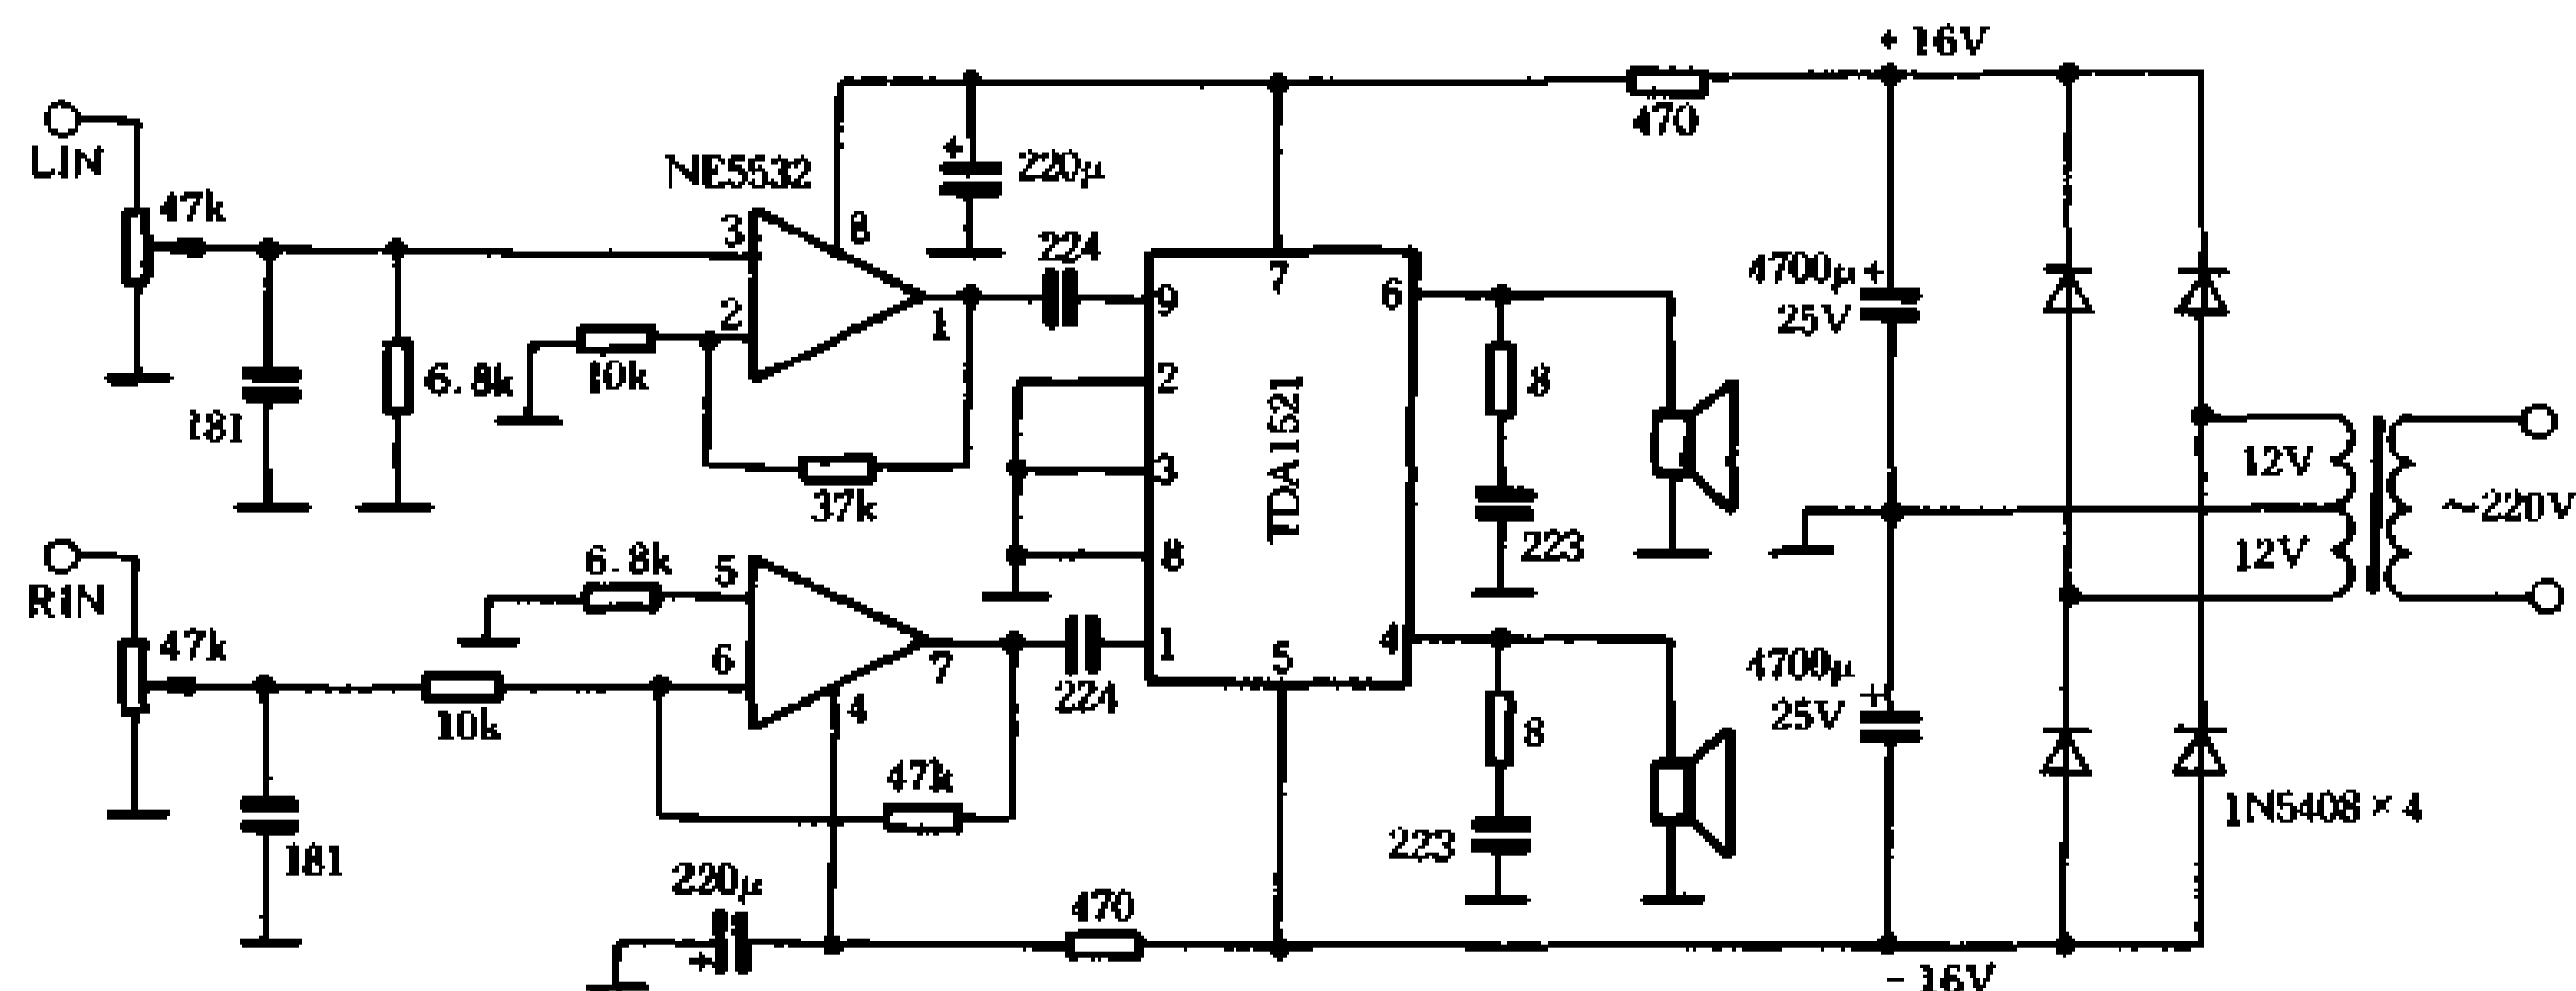 + 16V
470
LIN
NE5532
+
220μ
47k
3
8
224
2
1
9
7
6
4700μ +
25V
8
10k
2
6.8k
181
12V
3
TDA1521
37k
~220V
223
12V
6.8k
5
8
RIN
47k
6
7
1
5
4
4700μ
+
25V
10k
4
224
8
47k
1N5408 × 4
223
181
220μ
470
+
- 16V